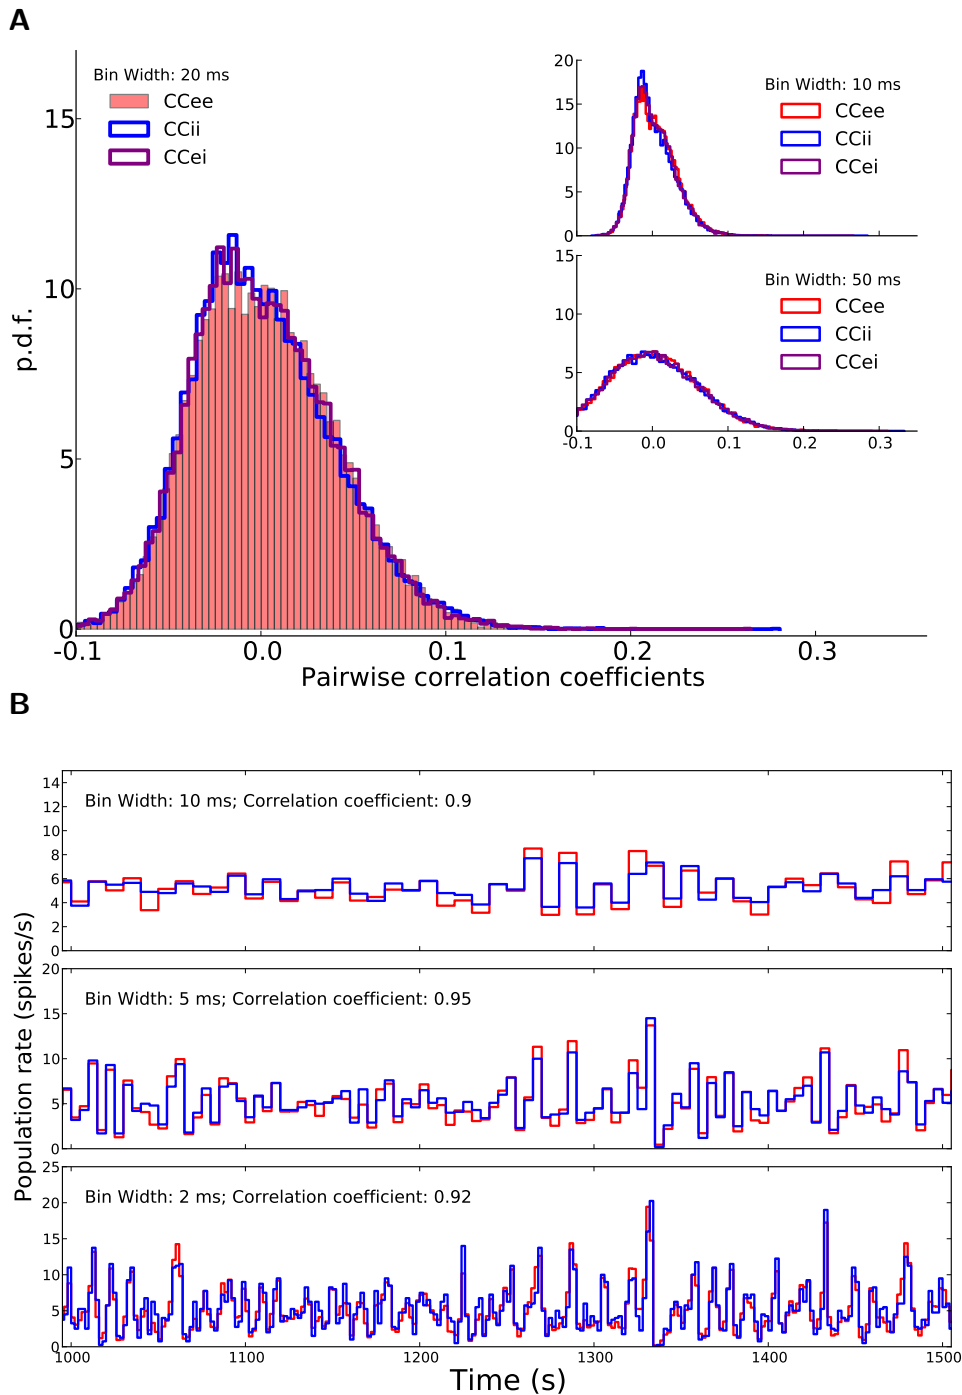 A
Bin Width: 20 ms
CCee
CCii
CCei
15
10
5
0
p.d.f.
-0.1
0.0
0.1
0.2
0.3
Pairwise correlation coefficients
20
15
10
5
0
Bin Width: 10 ms
CCee
CCii
CCei
15
10
5
0
Bin Width: 50 ms
CCee
CCii
CCei
-0.1
0.0
0.1
0.2
0.3
B
Population rate (spikes/s)
14
12
10
8
6
4
2
0
Bin Width: 10 ms; Correlation coefficient: 0.9
20
15
10
5
0
Bin Width: 5 ms; Correlation coefficient: 0.95
25
20
15
10
5
0
Bin Width: 2 ms; Correlation coefficient: 0.92
1000
1100
1200
1300
1400
1500
Time (s)